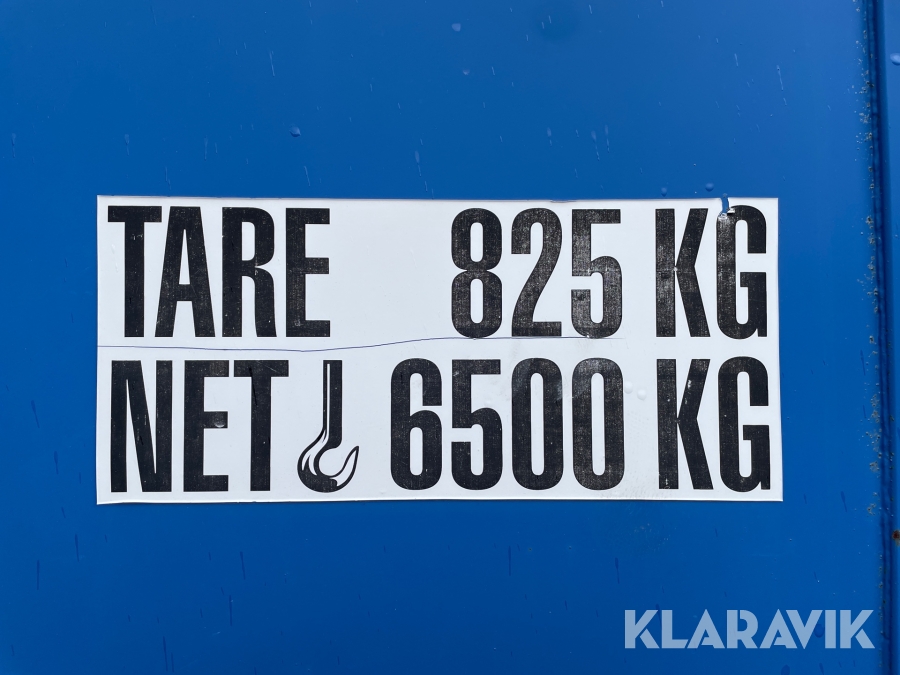 TARE 825 KG
NET 6500 KG
KLARAVIK